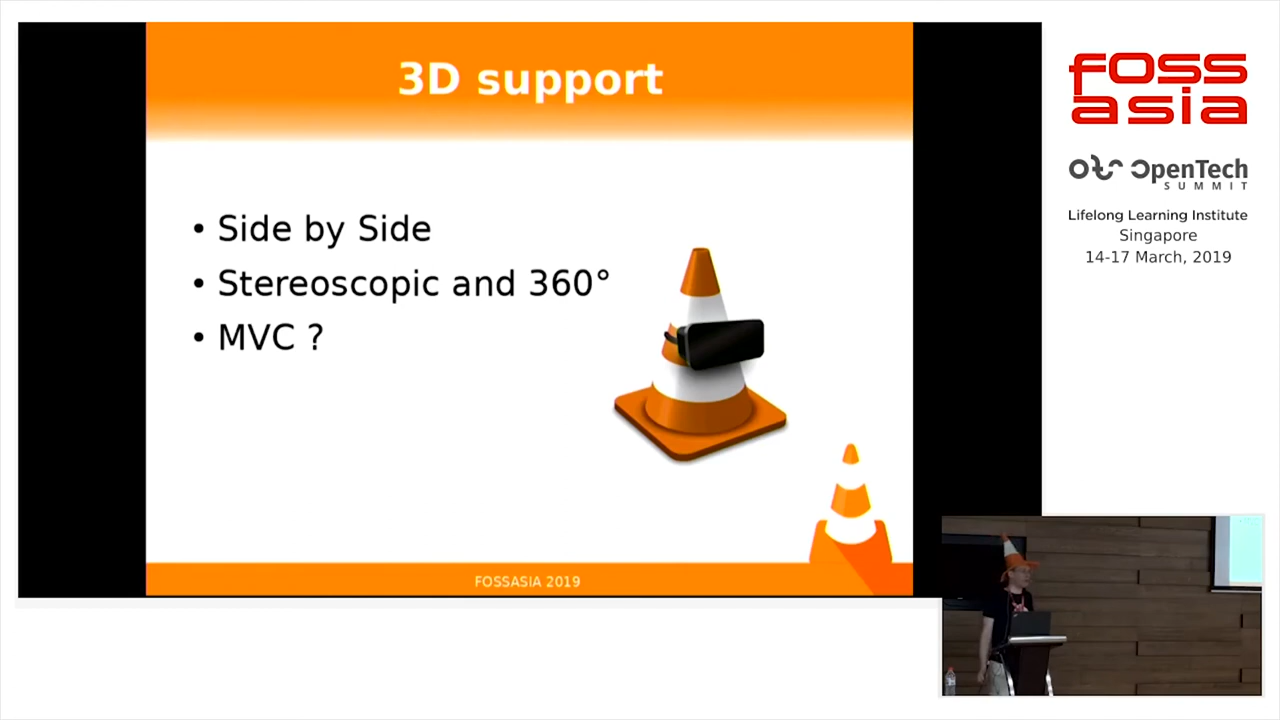 3D support
• Side by Side
• Stereoscopic and 360°
• MVC ?
FOSSASIA 2019
foss
asia
OpenTech
SUMMIT
Lifelong Learning Institute
Singapore
14-17 March, 2019